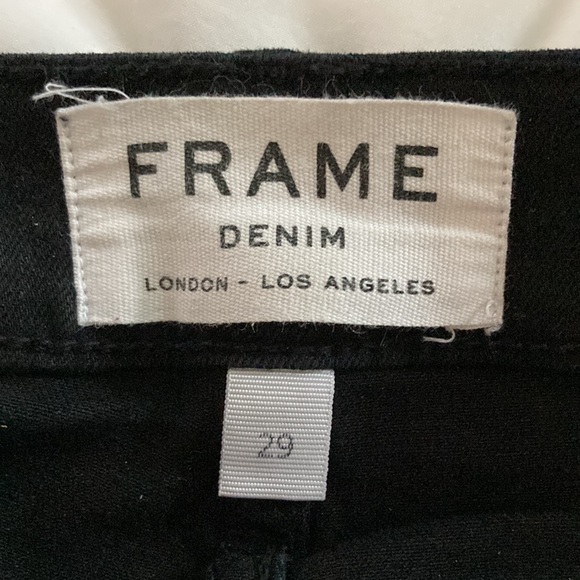 FRAME
DENIM
LONDON - LOS ANGELES
29